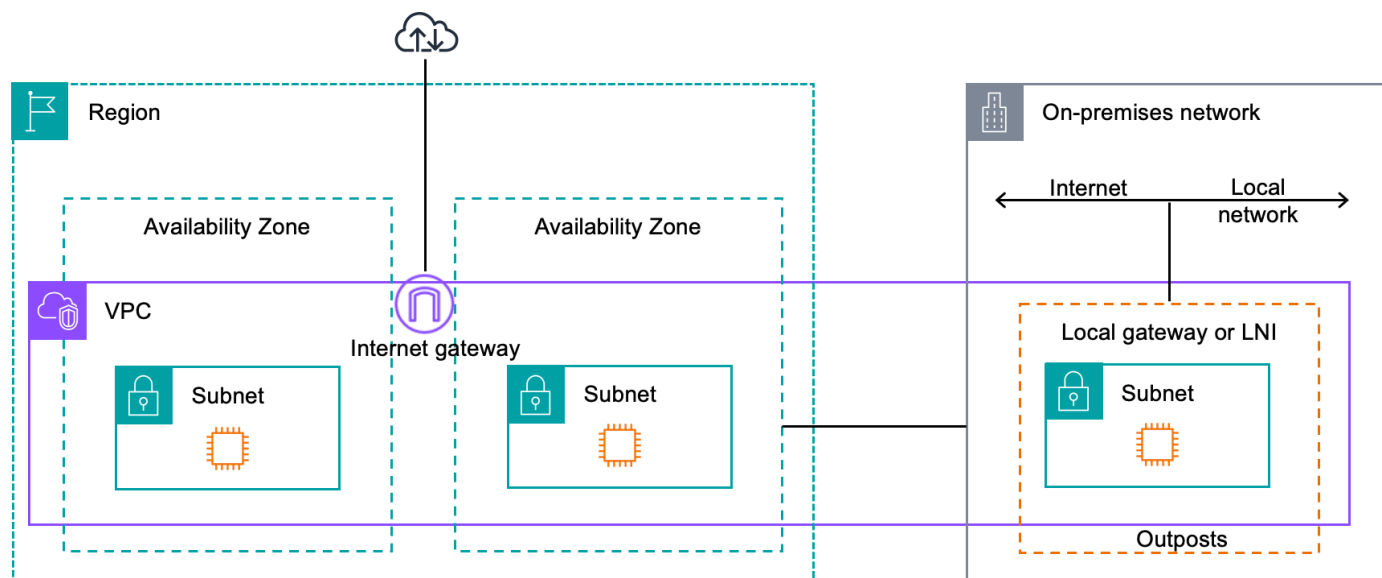 Region
On-premises network
Internet
Local
network
Availability Zone
Availability Zone
VPC
Internet gateway
Local gateway or LNI
Subnet
Subnet
Subnet
Outposts